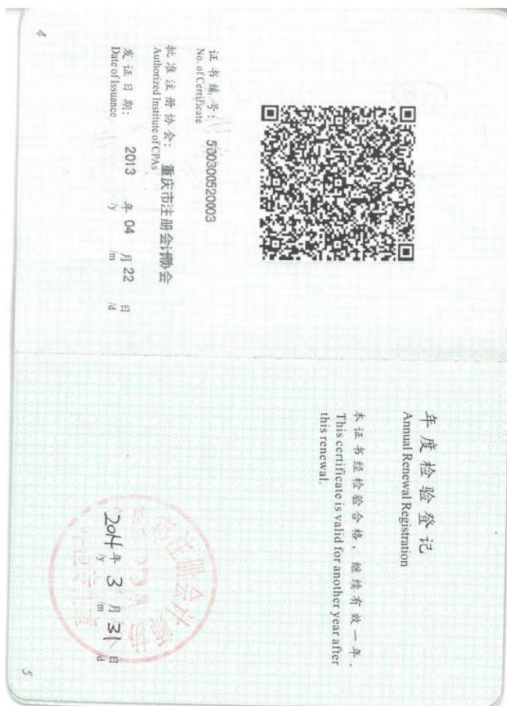 证书编号: 500300520003
No. of Certificate
批准注册协会: 重庆市注册会计师协会
Authorized Institute of CPAs
发证日期: 2013 年 04 月 22 日
Date of Issuance /y /m /d
4
年度检验登记
Annual Renewal Registration
本证书经检验合格，继续有效一年。
This certificate is valid for another year after
this renewal.
2014 年 3 月 31 日
/y /m /d
5